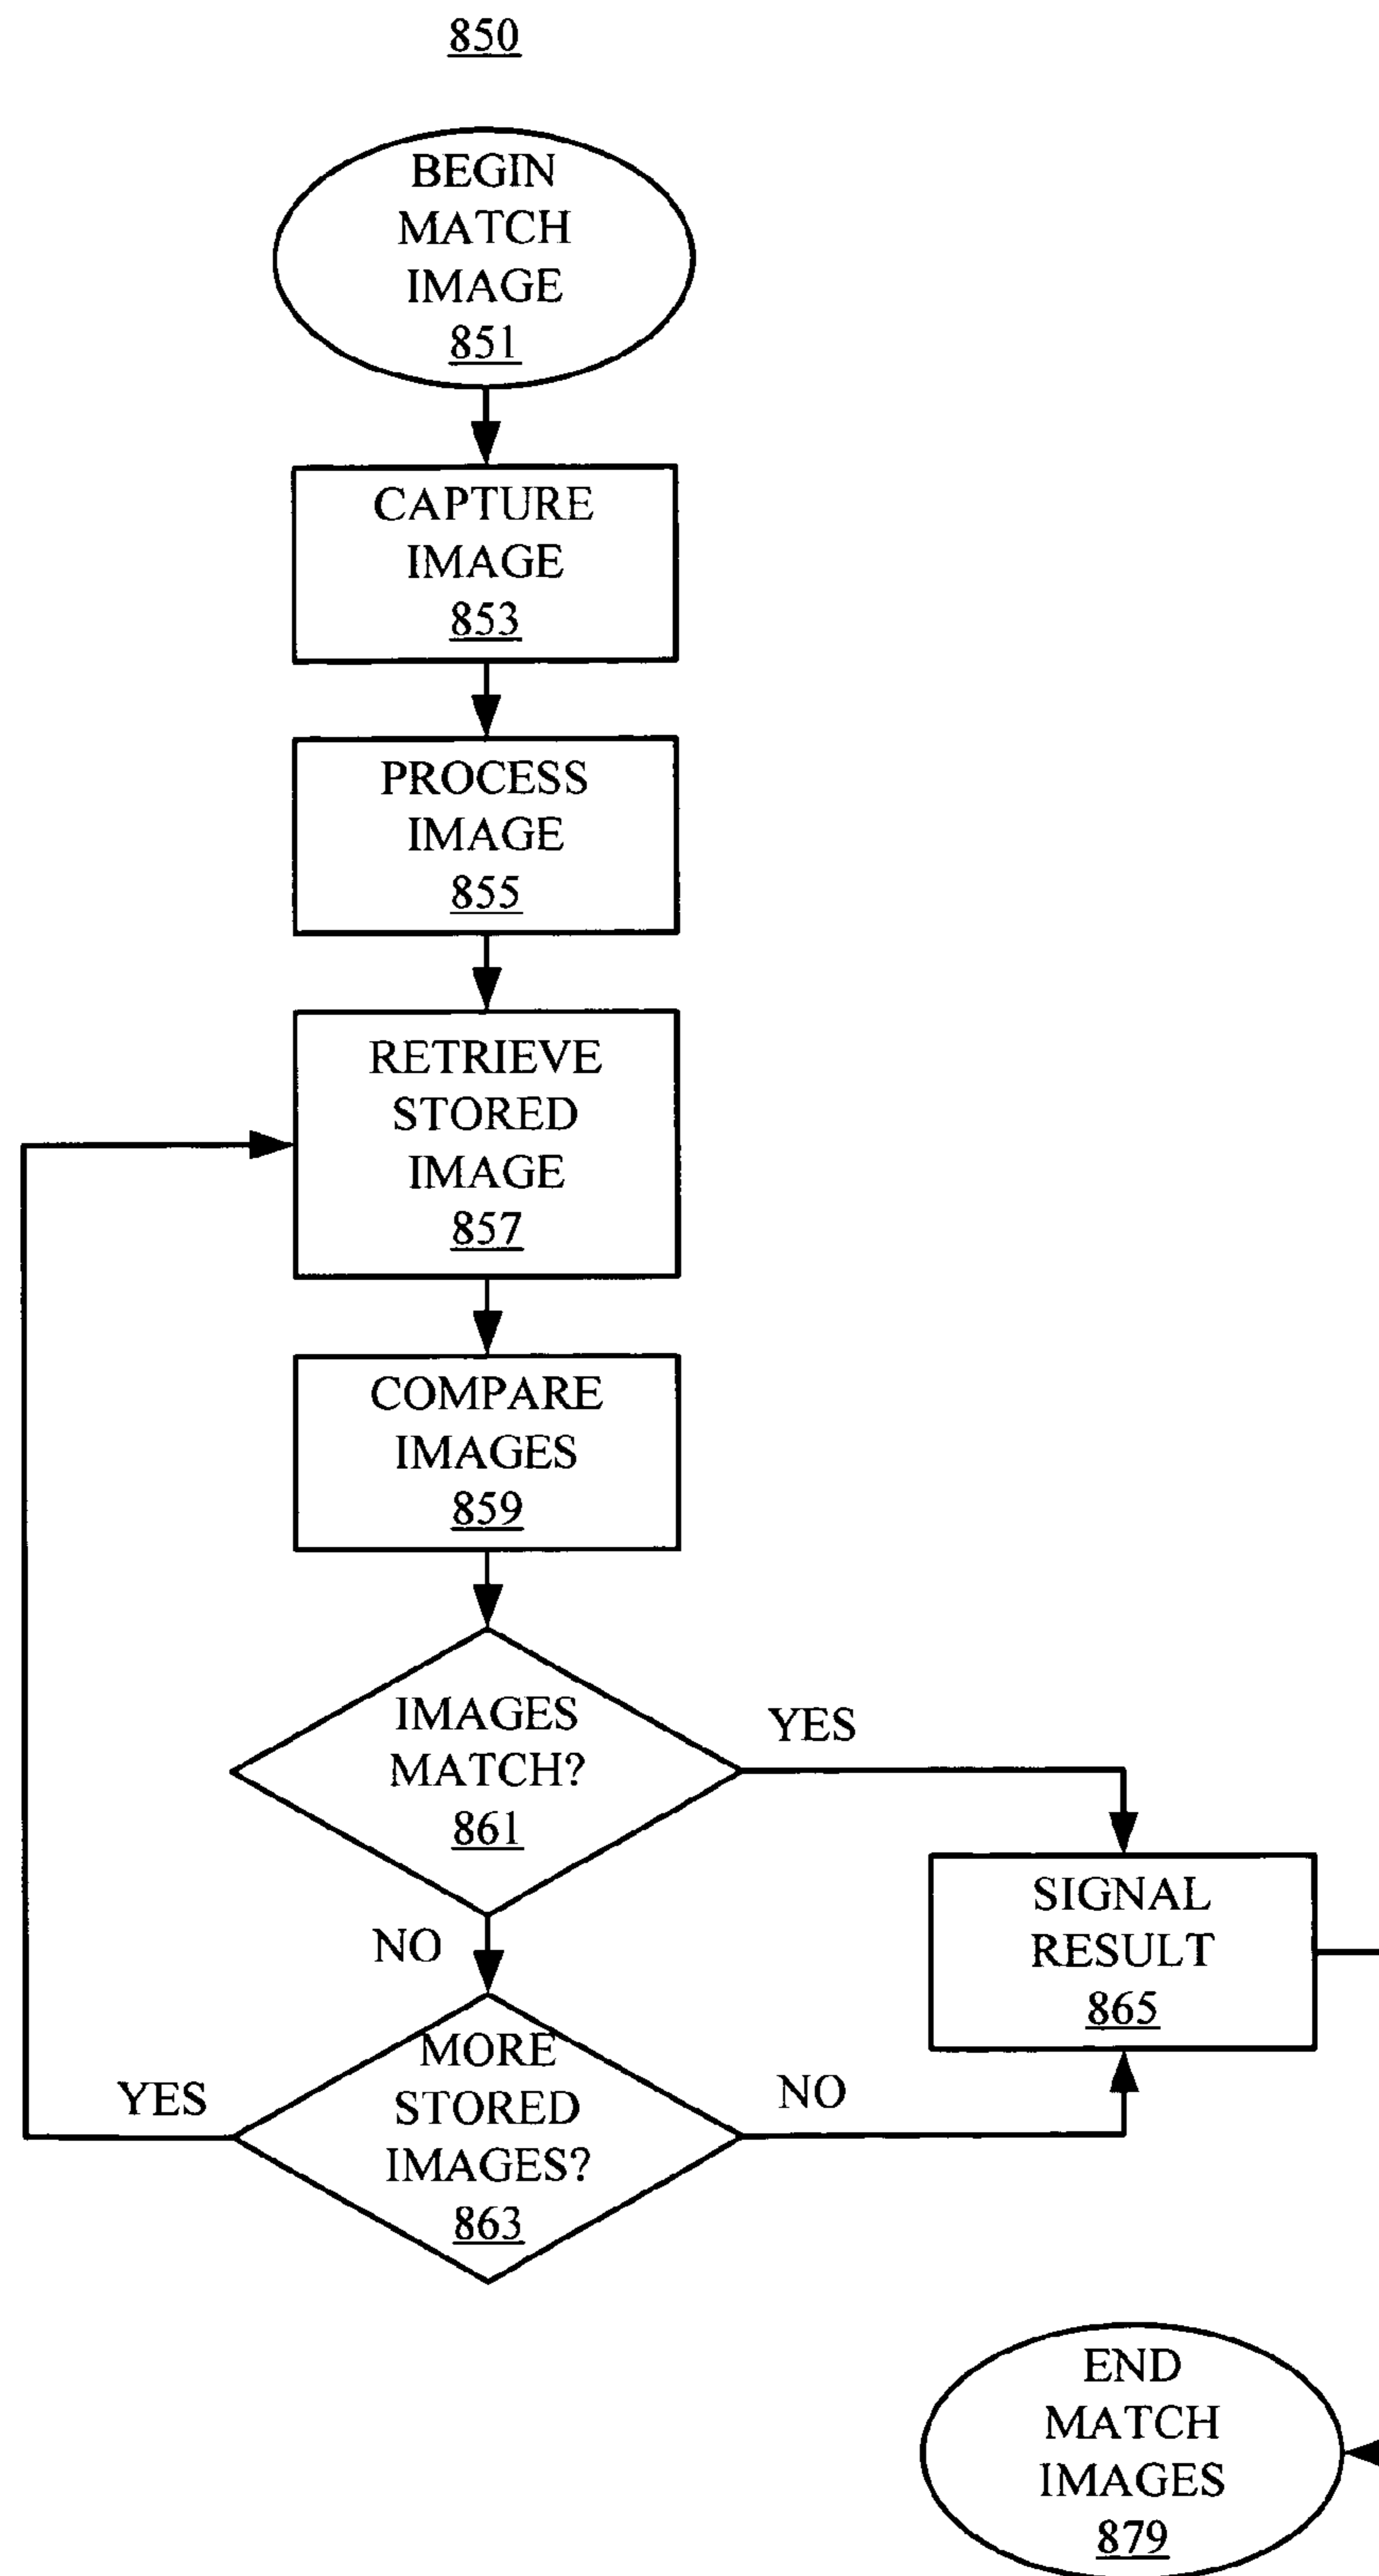 850
BEGIN
MATCH
IMAGE
851
CAPTURE
IMAGE
853
PROCESS
IMAGE
855
RETRIEVE
STORED
IMAGE
857
COMPARE
IMAGES
859
IMAGES
MATCH?
861
YES
NO
SIGNAL
RESULT
865
MORE
STORED
IMAGES?
863
YES
NO
END
MATCH
IMAGES
879